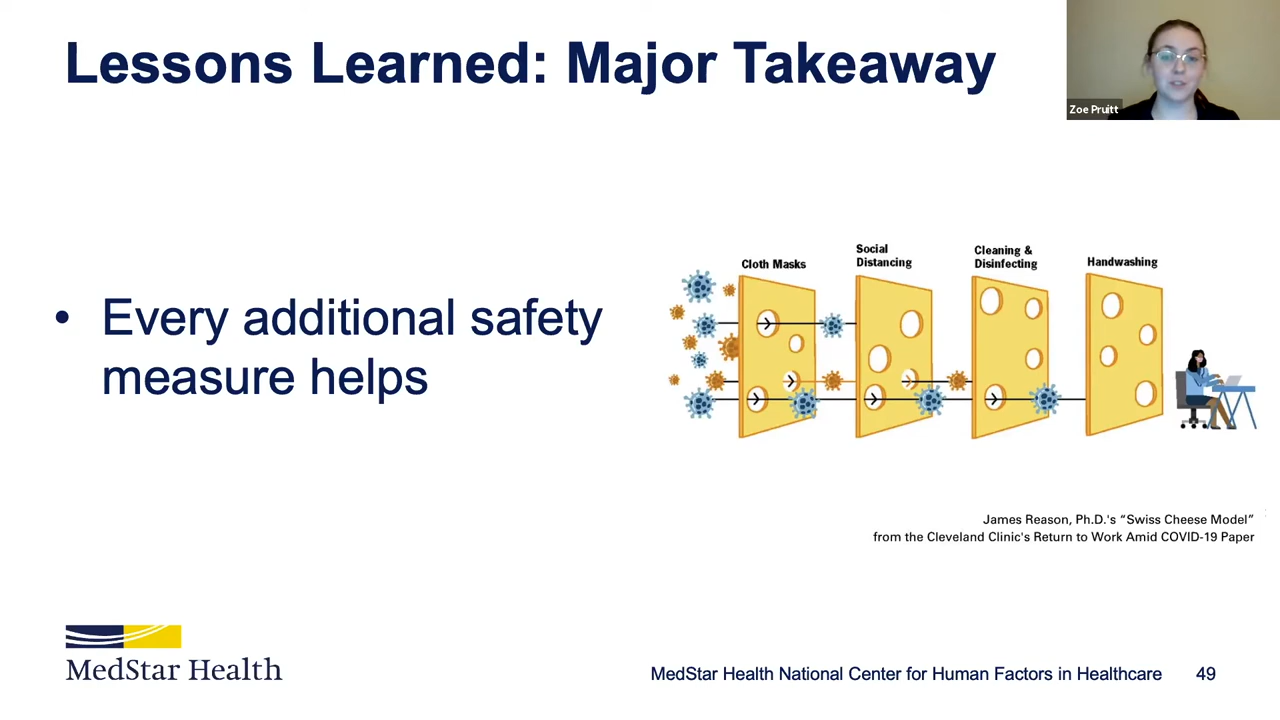 Lessons Learned: Major Takeaway
Zoe Pruitt
• Every additional safety
measure helps
Cloth Masks
Social
Distancing
Cleaning &
Disinfecting
Handwashing
James Reason, Ph.D.'s “Swiss Cheese Model”
from the Cleveland Clinic's Return to Work Amid COVID-19 Paper
MedStar Health
MedStar Health National Center for Human Factors in Healthcare
49